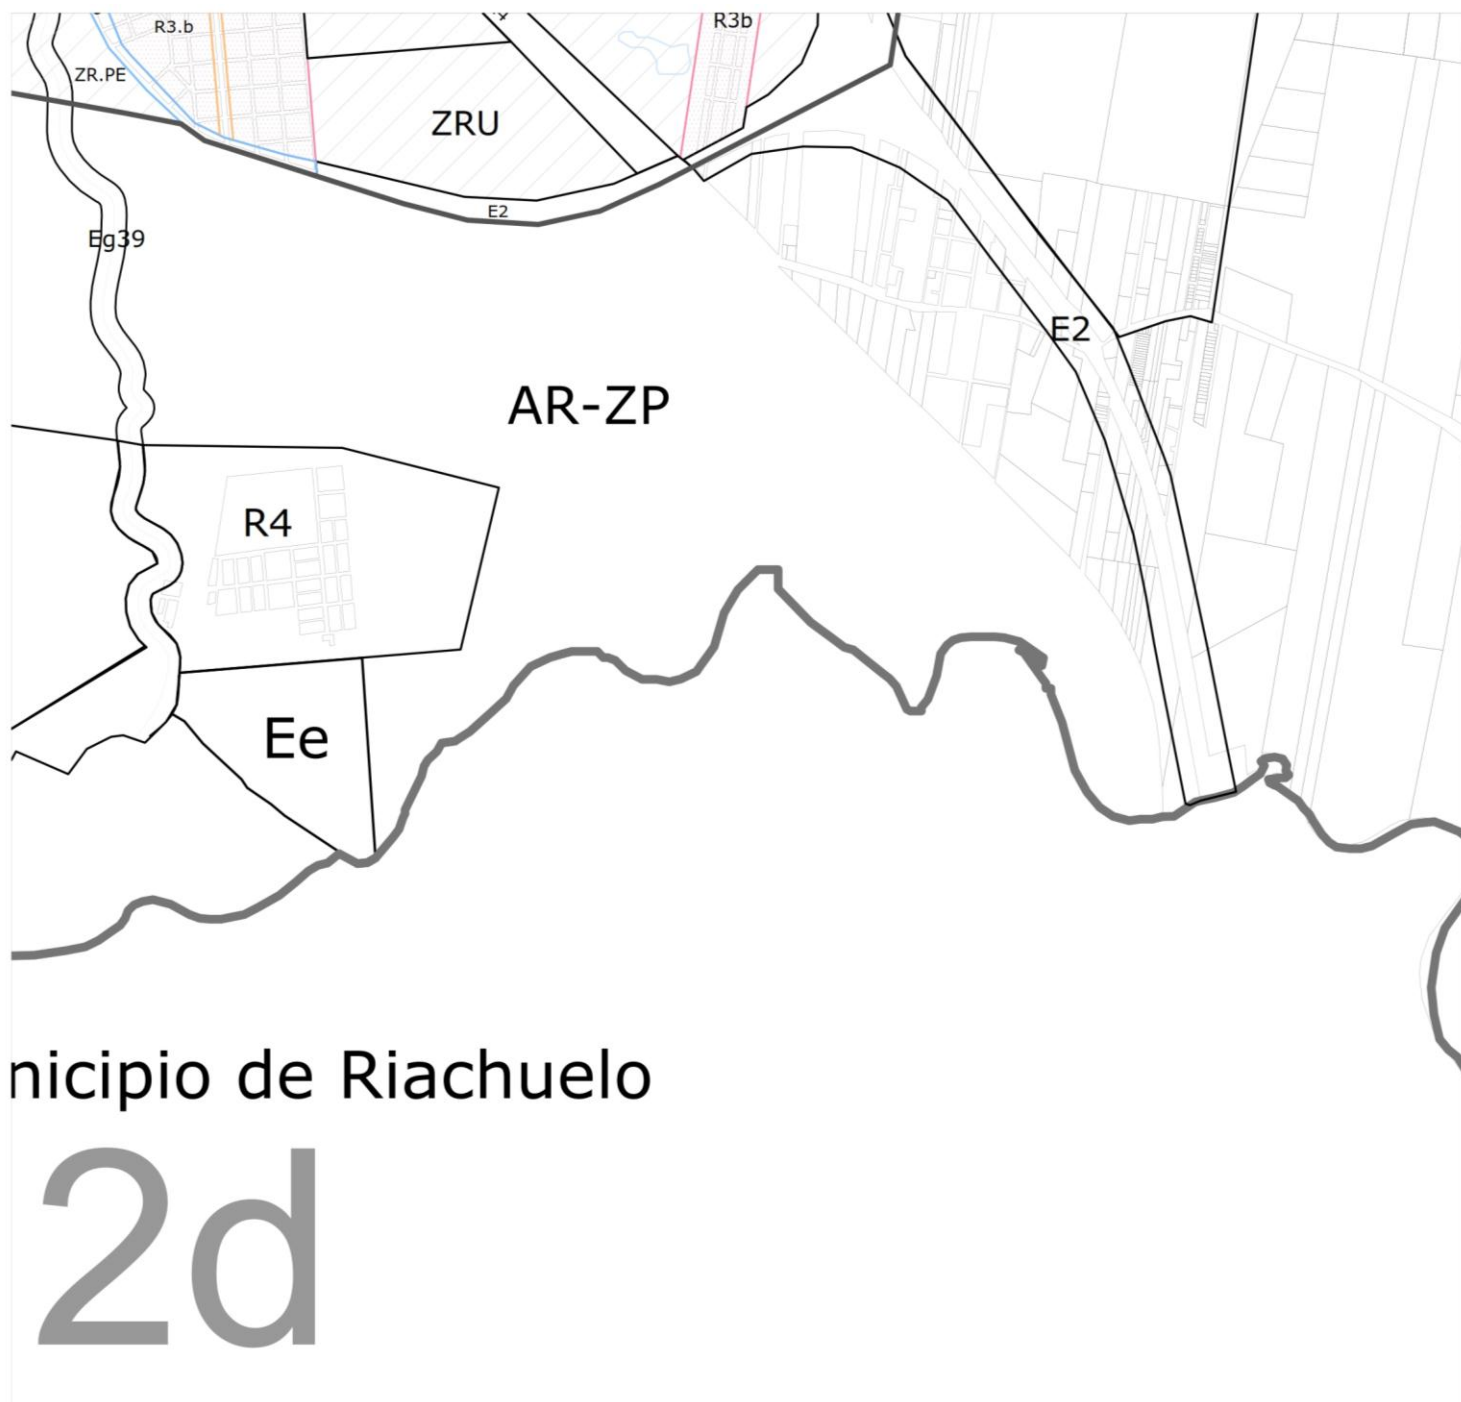 R3.b
R3b
ZR.PE
ZRU
E2
Eg39
E2
AR-ZP
R4
Ee
nicipio de Riachuelo
2d